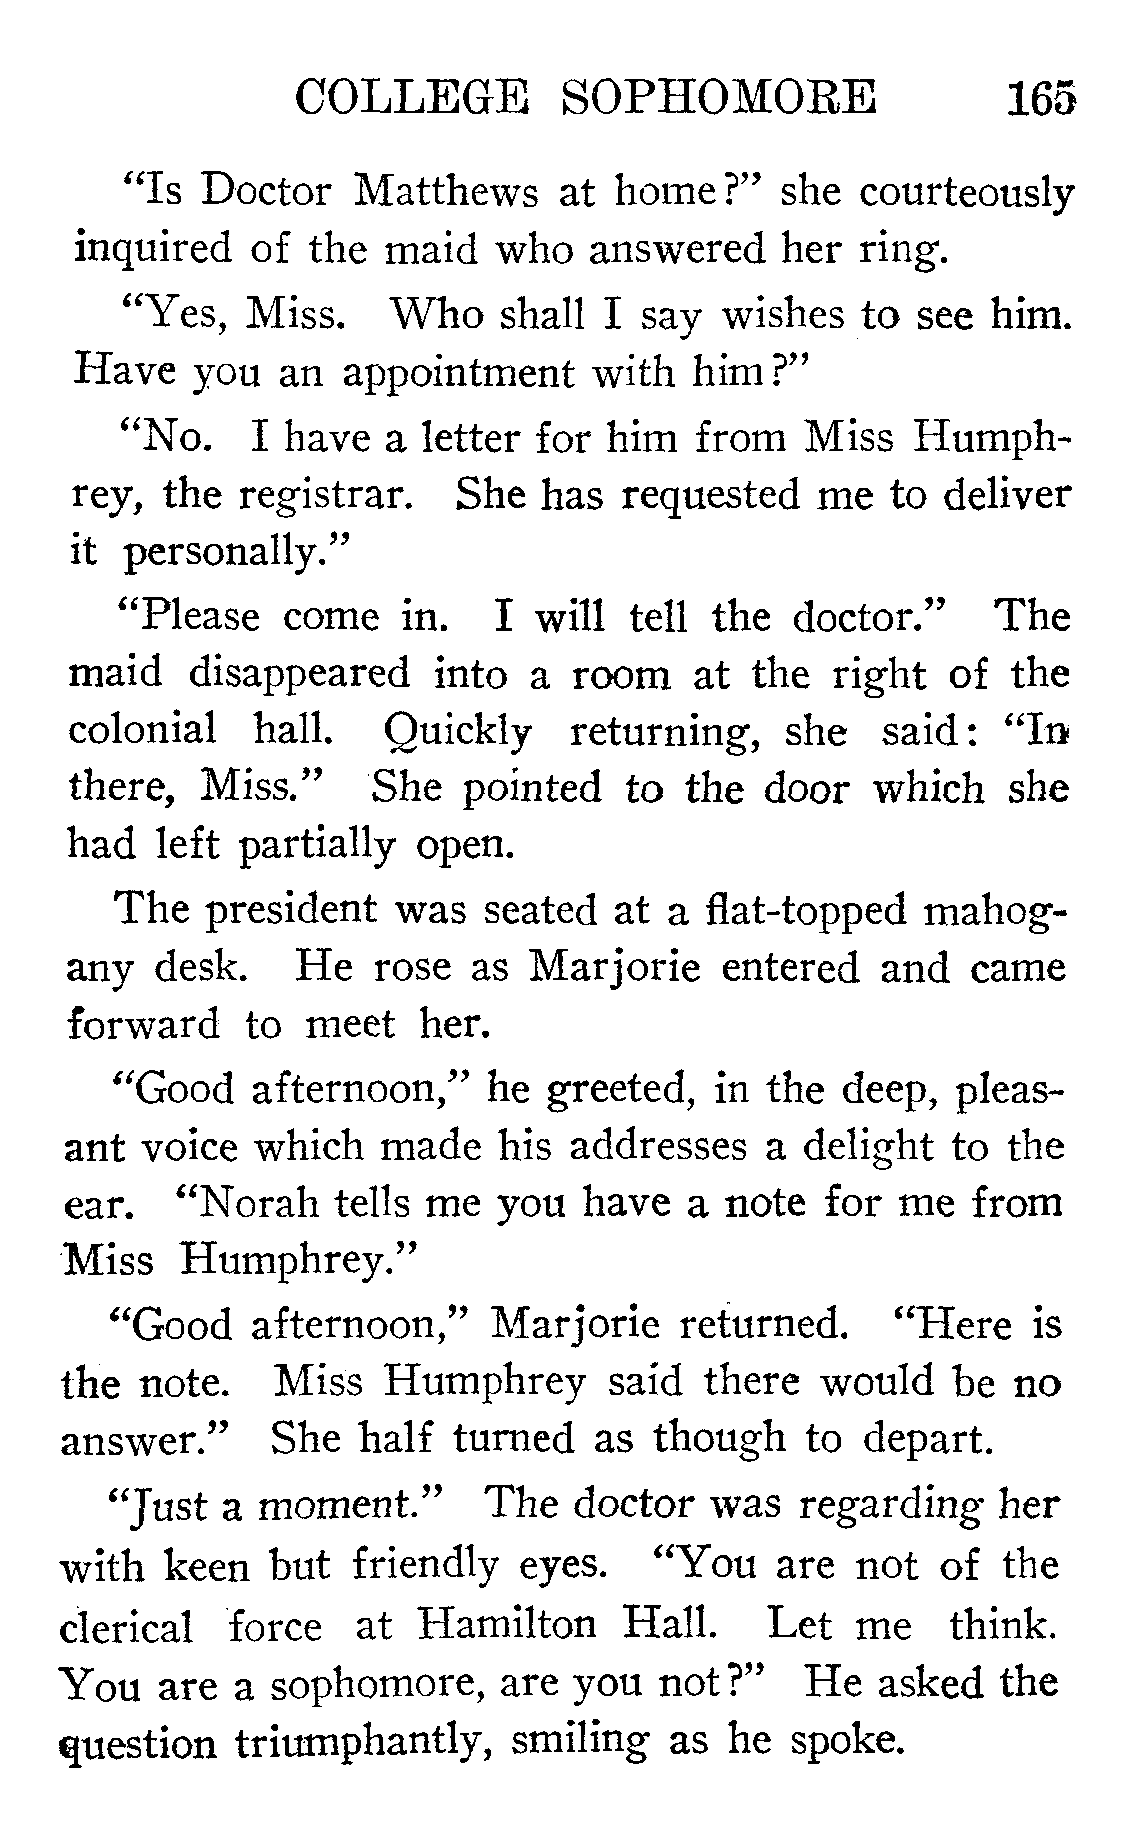 COLLEGE SOPHOMORE 165
“Is Doctor Matthews at home?” she courteously
inquired of the maid who answered her ring.
“Yes, Miss. Who shall I say wishes to see him.
Have you an appointment with him?”
“No. I have a letter for him from Miss Humph-
rey, the registrar. She has requested me to deliver
it personally.”
“Please come in. I will tell the doctor.” The
maid disappeared into a room at the right of the
colonial hall. Quickly returning, she said: “In
there, Miss.” She pointed to the door which she
had left partially open.
The president was seated at a flat-topped mahog-
any desk. He rose as Marjorie entered and came
forward to meet her.
“Good afternoon,” he greeted, in the deep, pleas-
ant voice which made his addresses a delight to the
ear. “Norah tells me you have a note for me from
Miss Humphrey.”
“Good afternoon,” Marjorie returned. “Here is
the note. Miss Humphrey said there would be no
answer.” She half turned as though to depart.
“Just a moment.” The doctor was regarding her
with keen but friendly eyes. “You are not of the
clerical force at Hamilton Hall. Let me think.
You are a sophomore, are you not?” He asked the
question triumphantly, smiling as he spoke.